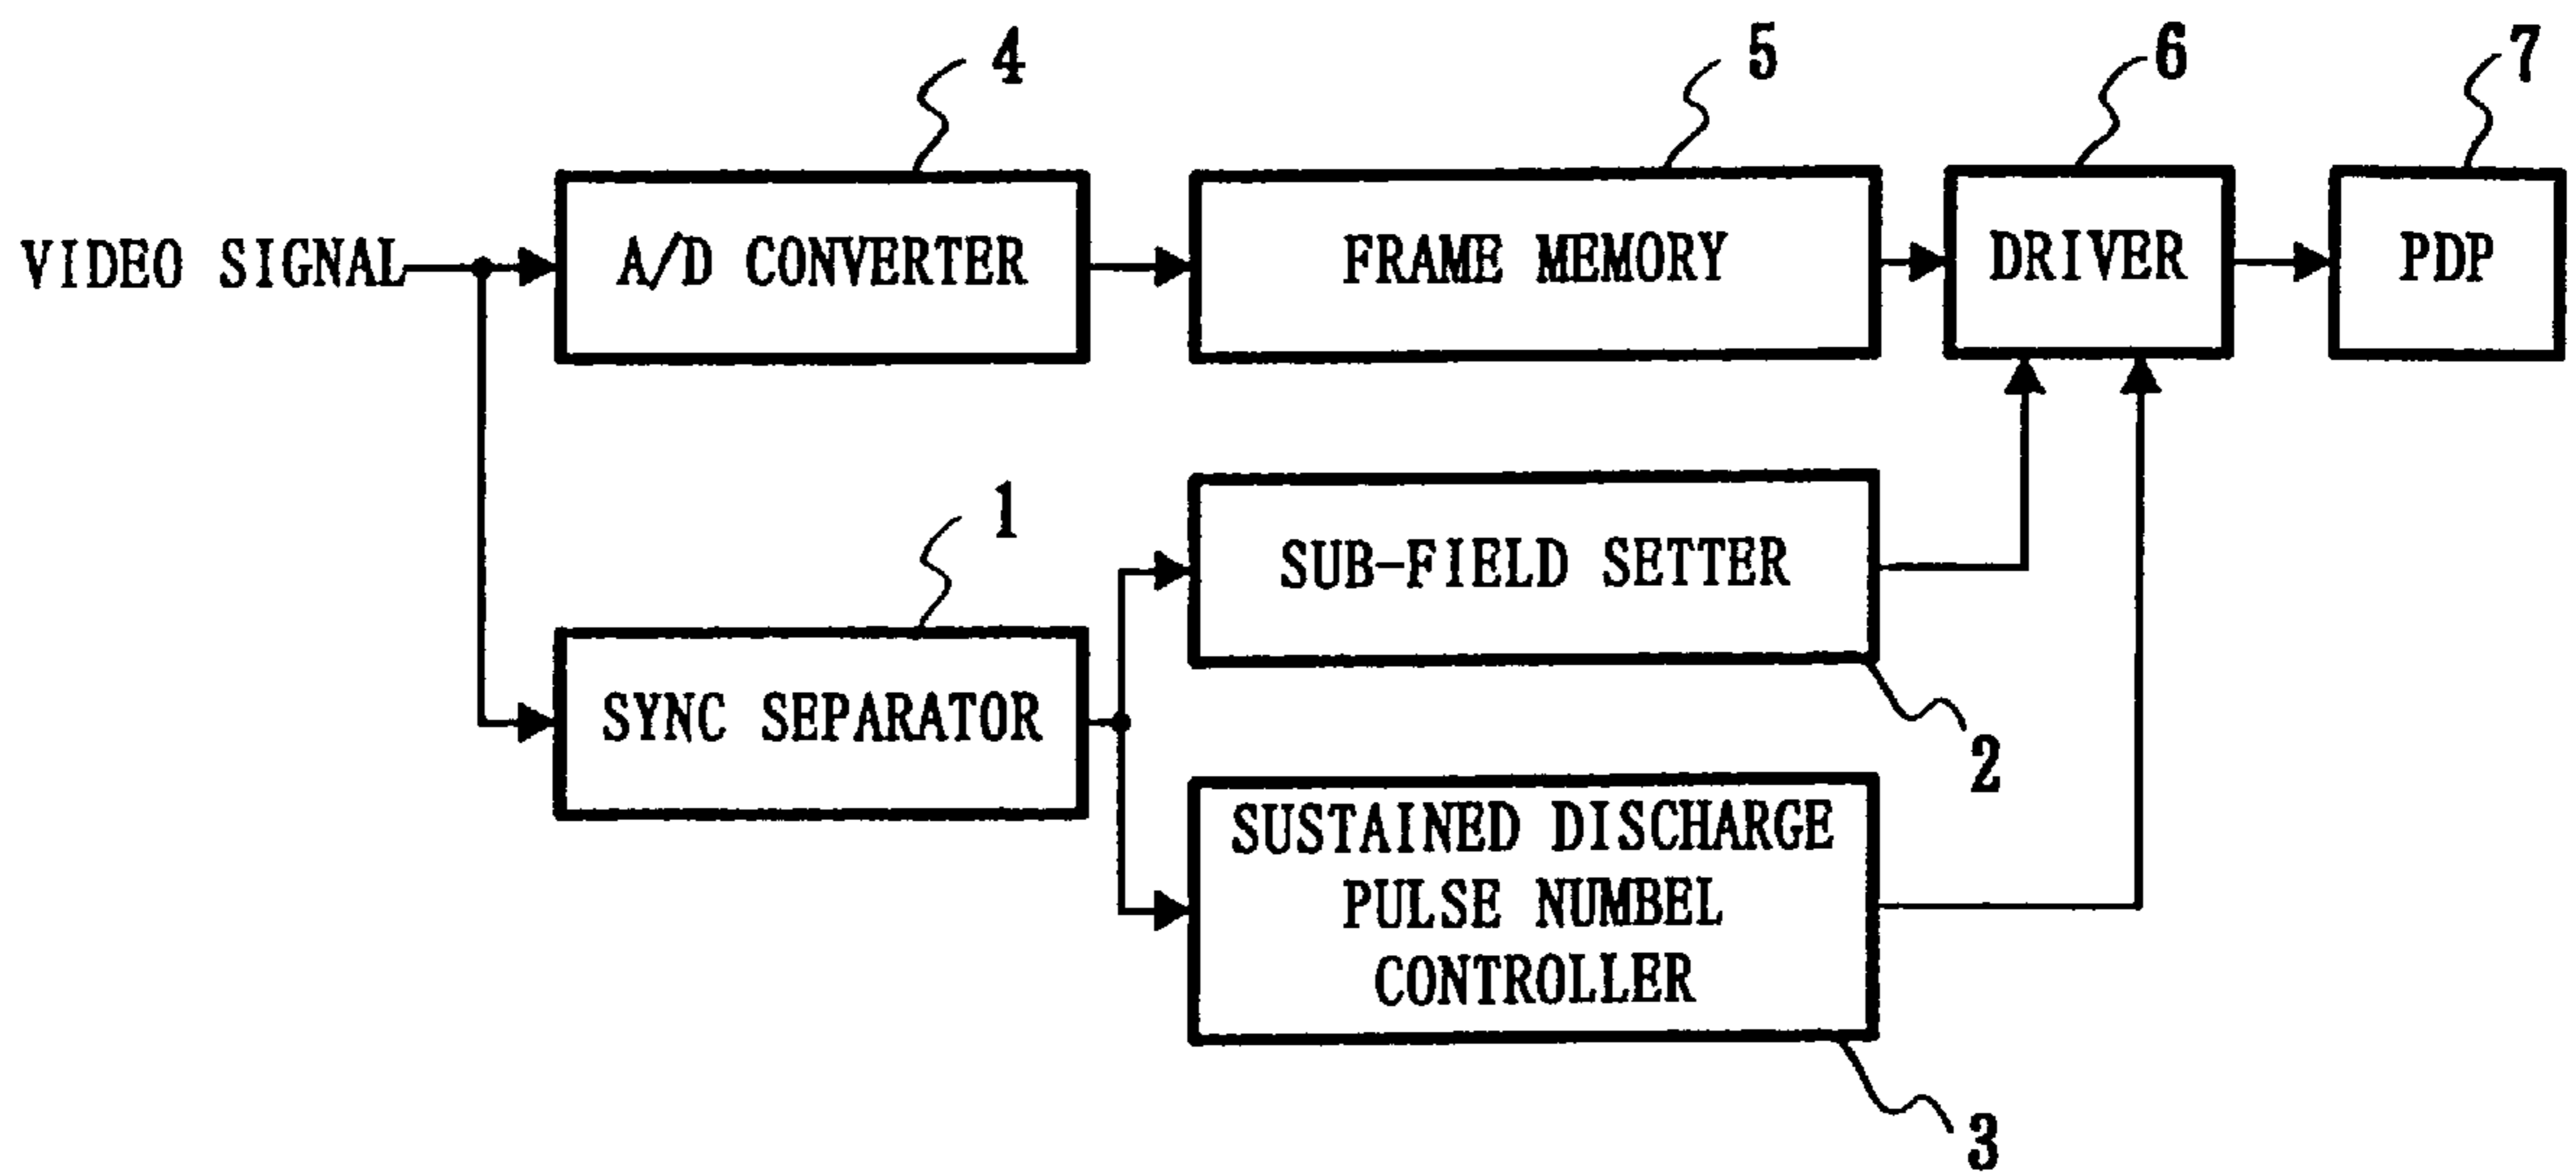 4
5
6
7
VIDEO SIGNAL
A/D CONVERTER
FRAME MEMORY
DRIVER
PDP
1
SUB-FIELD SETTER
SYNC SEPARATOR
2
SUSTAINED DISCHARGE
PULSE NUMBEL
CONTROLLER
3